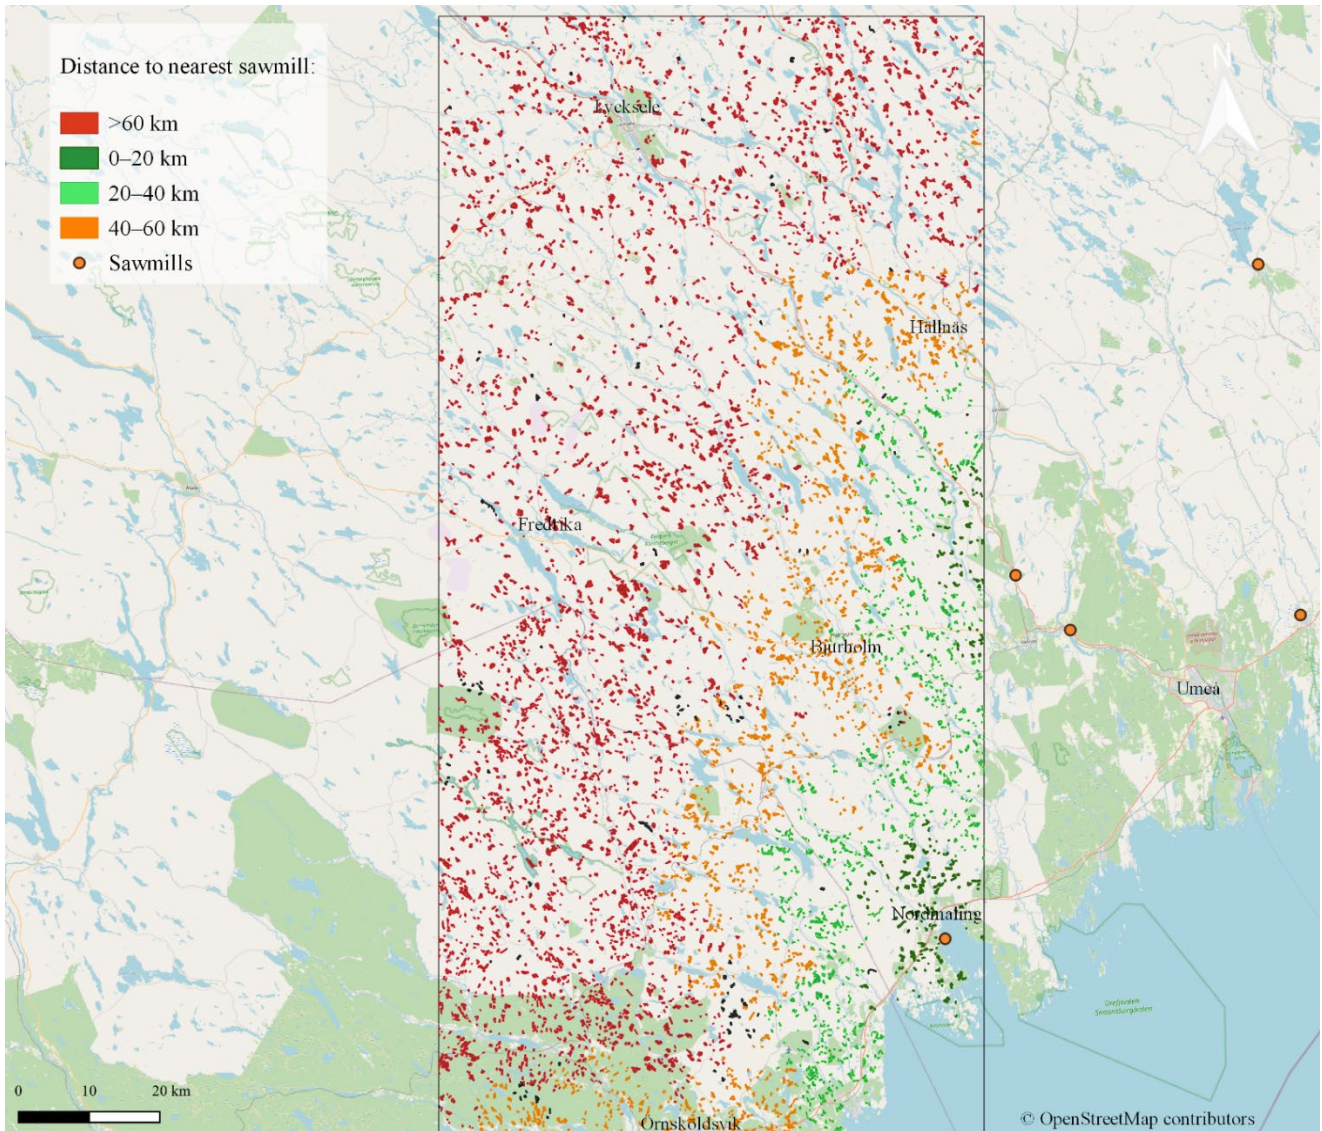 Distance to nearest sawmill:
>60 km
0–20 km
20–40 km
40–60 km
Sawmills
N
Lycksele
Hällnäs
Fredrika
Bjurholm
Umeå
Nordmaling
Örnsköldsvik
0 10 20 km
© OpenStreetMap contributors